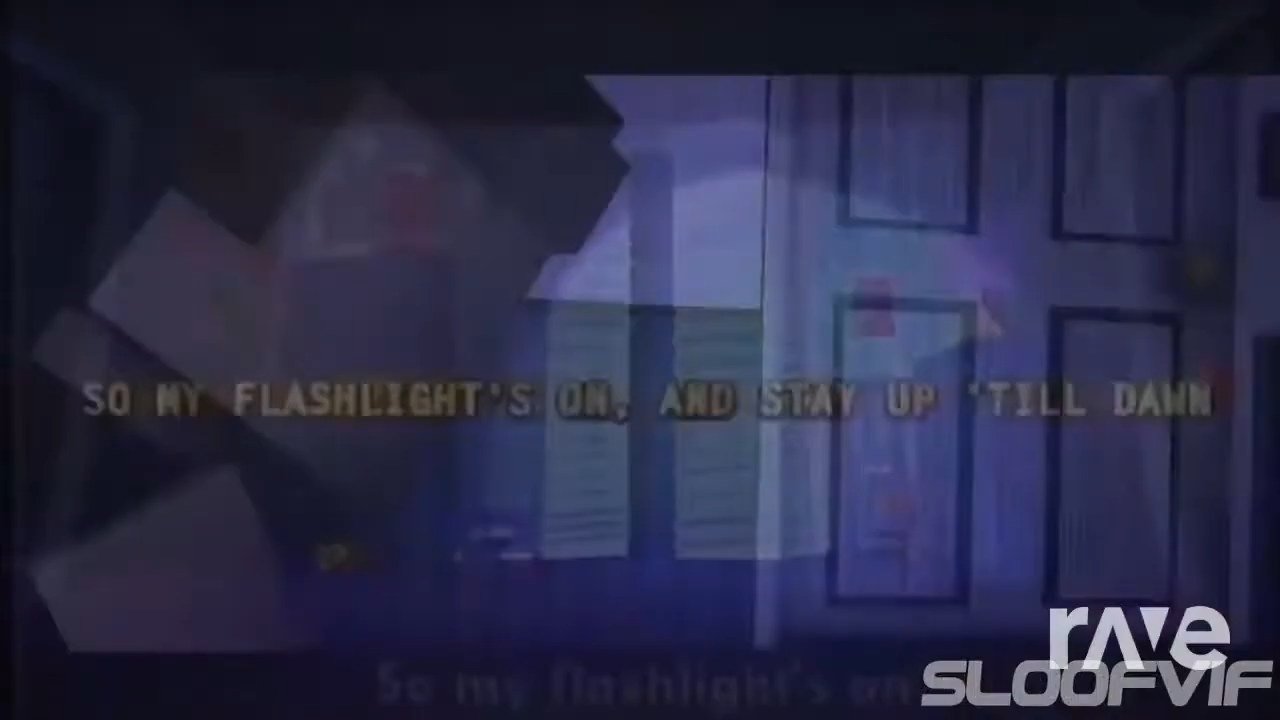 SO MY FLASHLIGHT'S ON, AND STAY UP 'TILL DAWN
rave
So my flashlight's on
SLOOFVIF